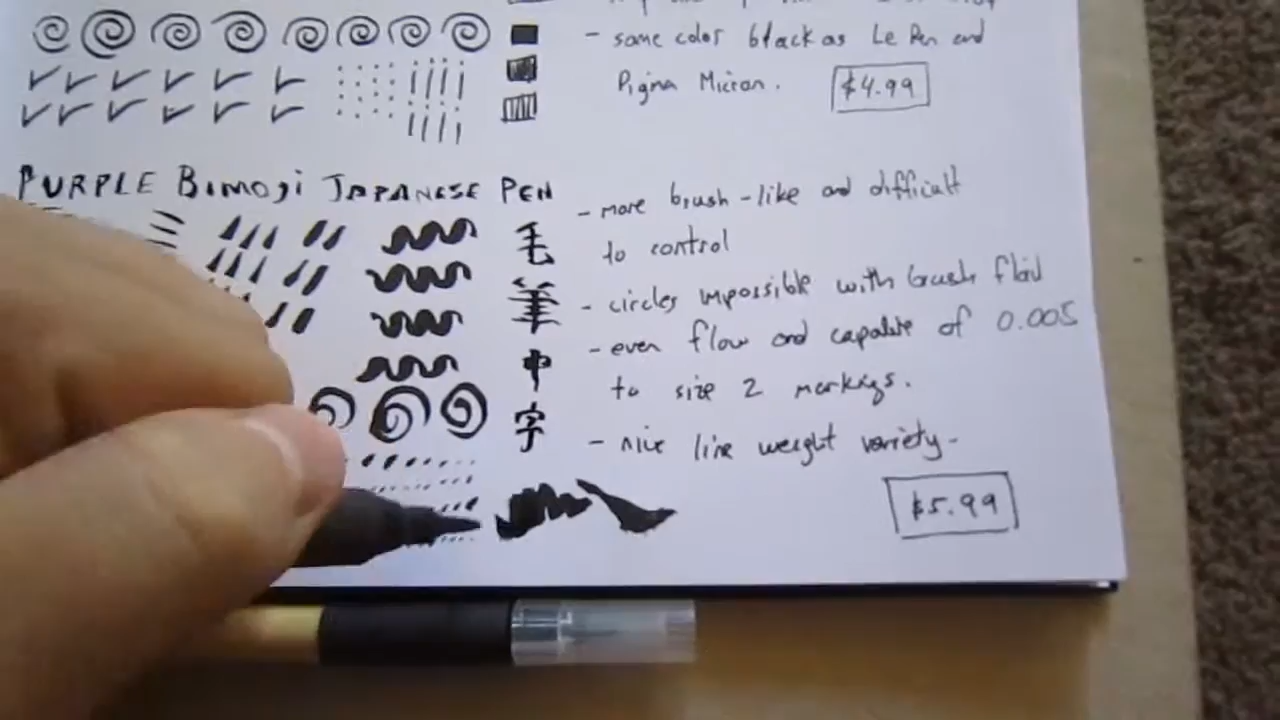 - same color black as Le Pen and
Pigma Micron. $4.99
PURPLE BIMOJI JAPANESE PEN
- more brush-like and difficult
to control
- circles impossible with brush fluid
- even flow and capable of 0.005
to size 2 markings.
- nice line weight variety-
$5.99
毛
筆
中
字